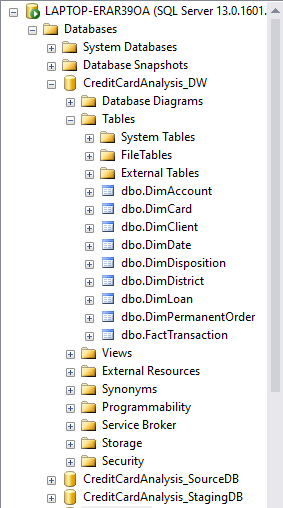 LAPTOP-ERAR39OA (SQL Server 13.0.1601.
Databases
System Databases
Database Snapshots
CreditCardAnalysis_DW
Database Diagrams
Tables
System Tables
FileTables
External Tables
dbo.DimAccount
dbo.DimCard
dbo.DimClient
dbo.DimDate
dbo.DimDisposition
dbo.DimDistrict
dbo.DimLoan
dbo.DimPermanentOrder
dbo.FactTransaction
Views
External Resources
Synonyms
Programmability
Service Broker
Storage
Security
CreditCardAnalysis_SourceDB
CreditCardAnalysis_StagingDB